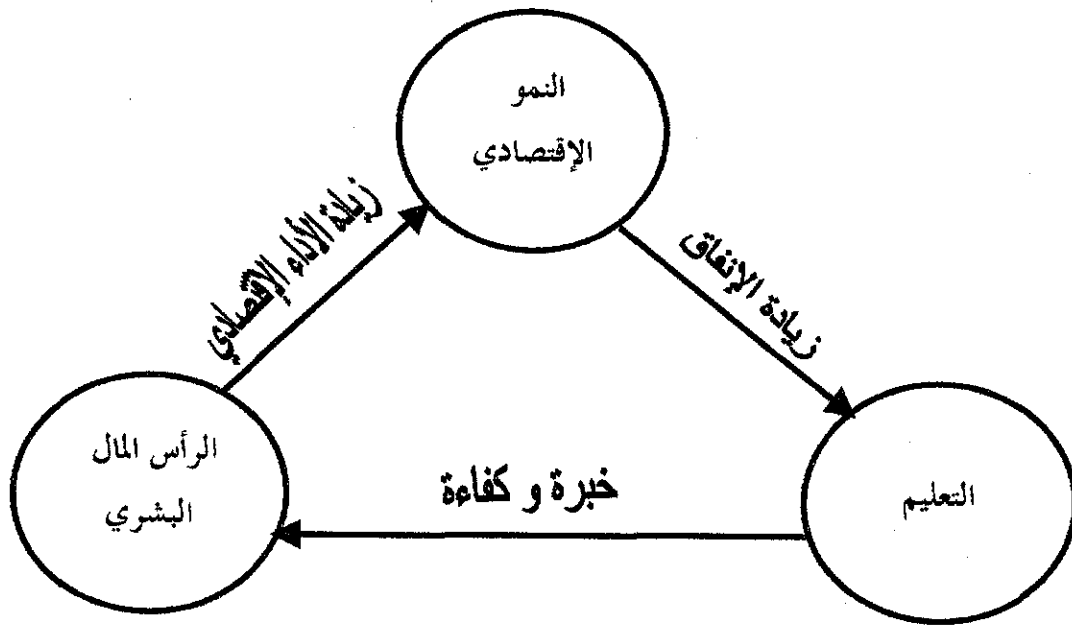 النمو
الإقتصادي
زيادة الأداء الإقتصادي
زيادة الإنفاق
الرأس المال
البشري
خبرة و كفاءة
التعليم